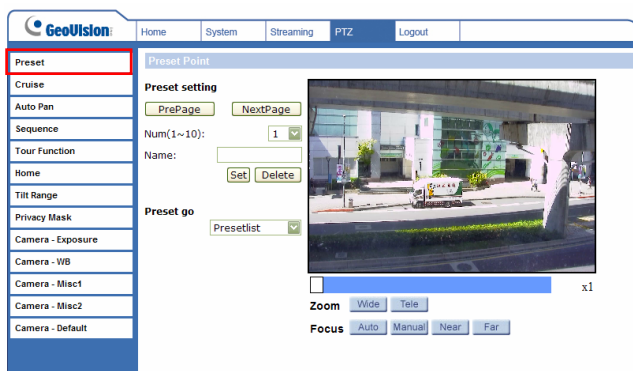 GeoVision
Home System Streaming PTZ Logout
Preset
Cruise
Auto Pan
Sequence
Tour Function
Home
Tilt Range
Privacy Mask
Camera - Exposure
Camera - WB
Camera - Misc1
Camera - Misc2
Camera - Default
Preset Point
Preset setting
PrePage NextPage
Num(1~10): 1
Name:
Set Delete
Preset go
Presetlist
x1
Zoom Wide Tele
Focus Auto Manual Near Far